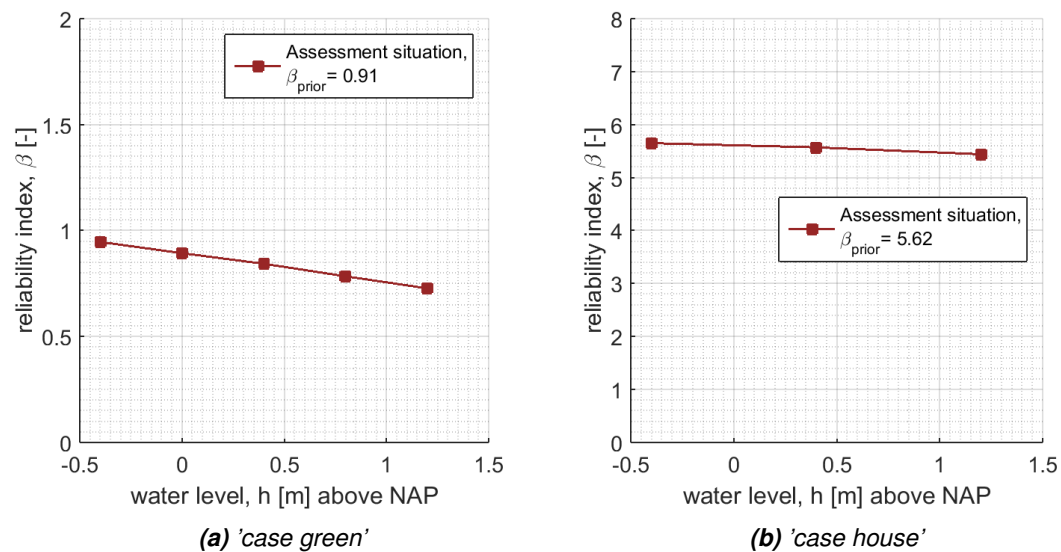 2
1.5
1
0.5
0
-0.5
0
0.5
1
1.5
reliability index, β [-]
water level, h [m] above NAP
Assessment situation,
βprior= 0.91
(a) 'case green'
8
7
6
5
4
3
2
1
0
-0.5
0
0.5
1
1.5
reliability index, β [-]
water level, h [m] above NAP
Assessment situation,
βprior= 5.62
(b) 'case house'